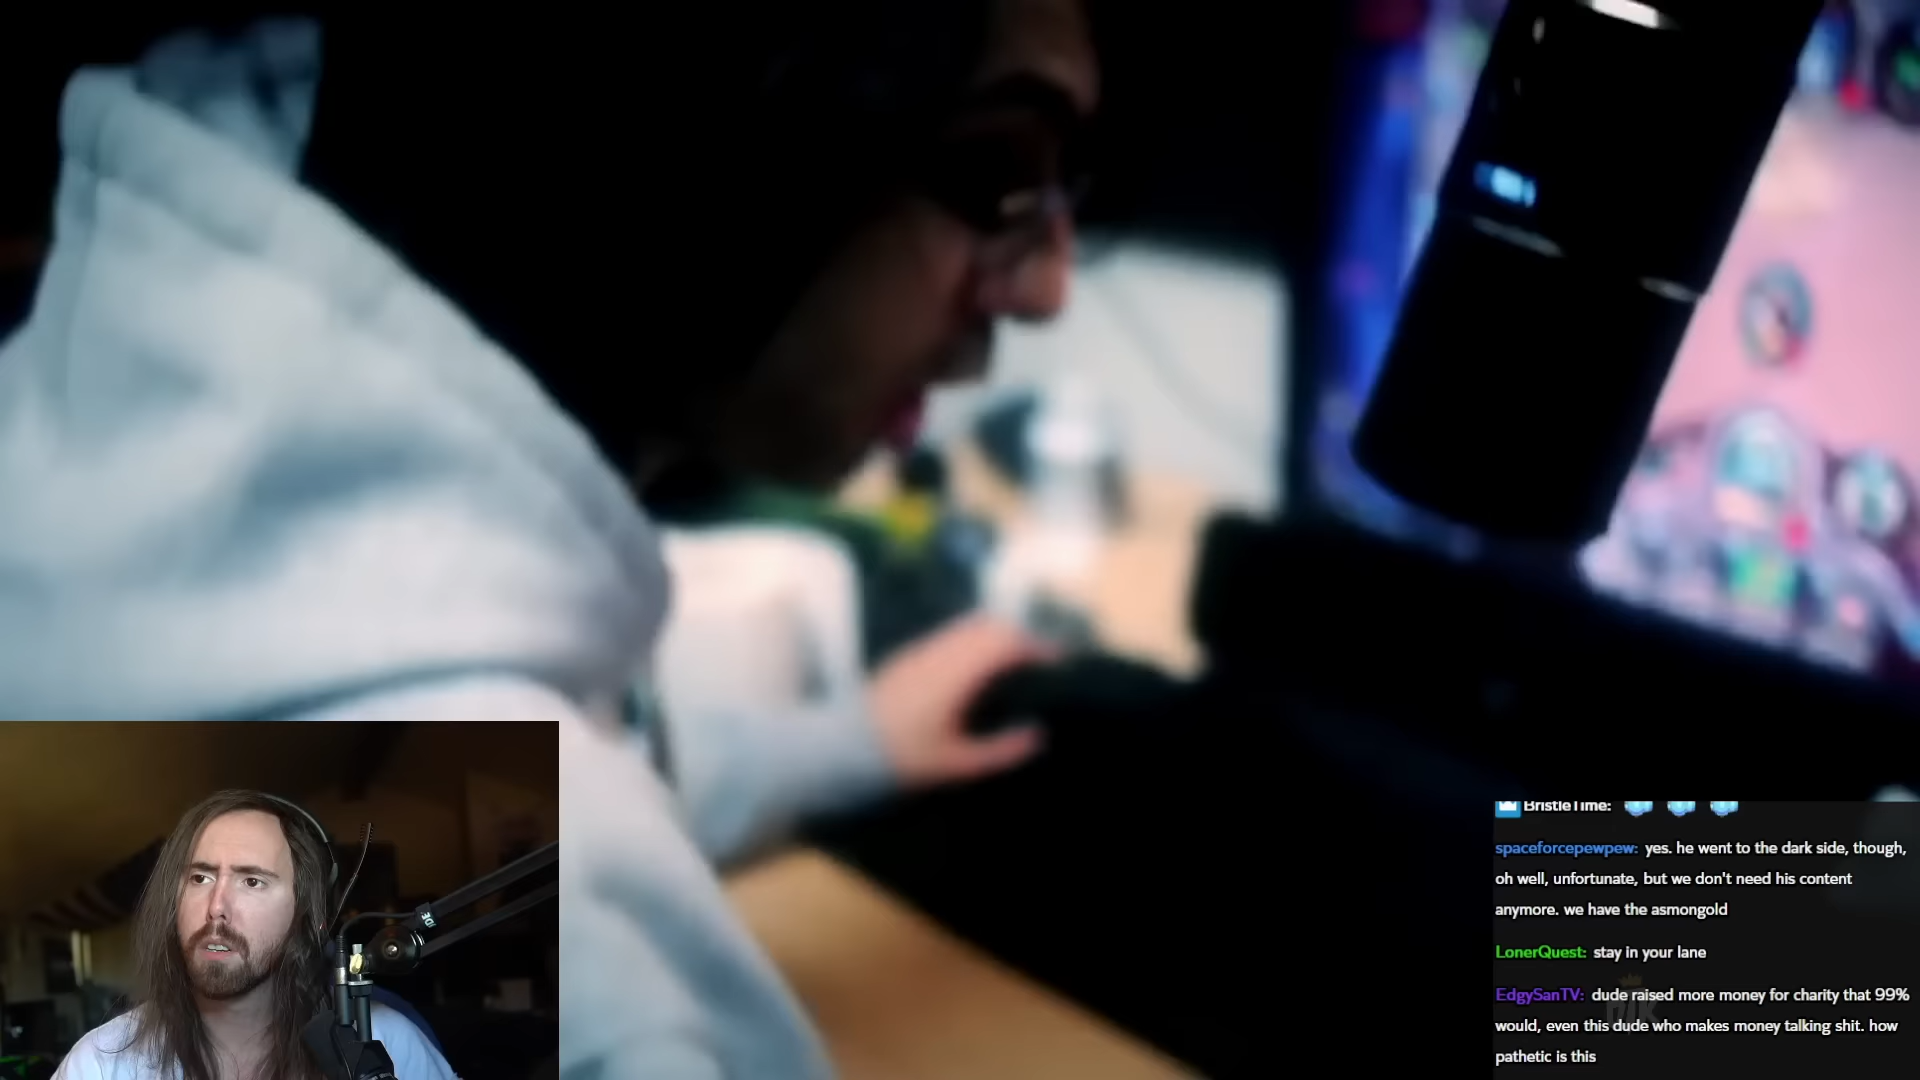 BristleTime:
spaceforcepewpew: yes. he went to the dark side, though,
oh well, unfortunate, but we don't need his content
anymore. we have the asmongold
LonerQuest: stay in your lane
EdgySanTV: dude raised more money for charity that 99%
would, even this dude who makes money talking shit. how
pathetic is this